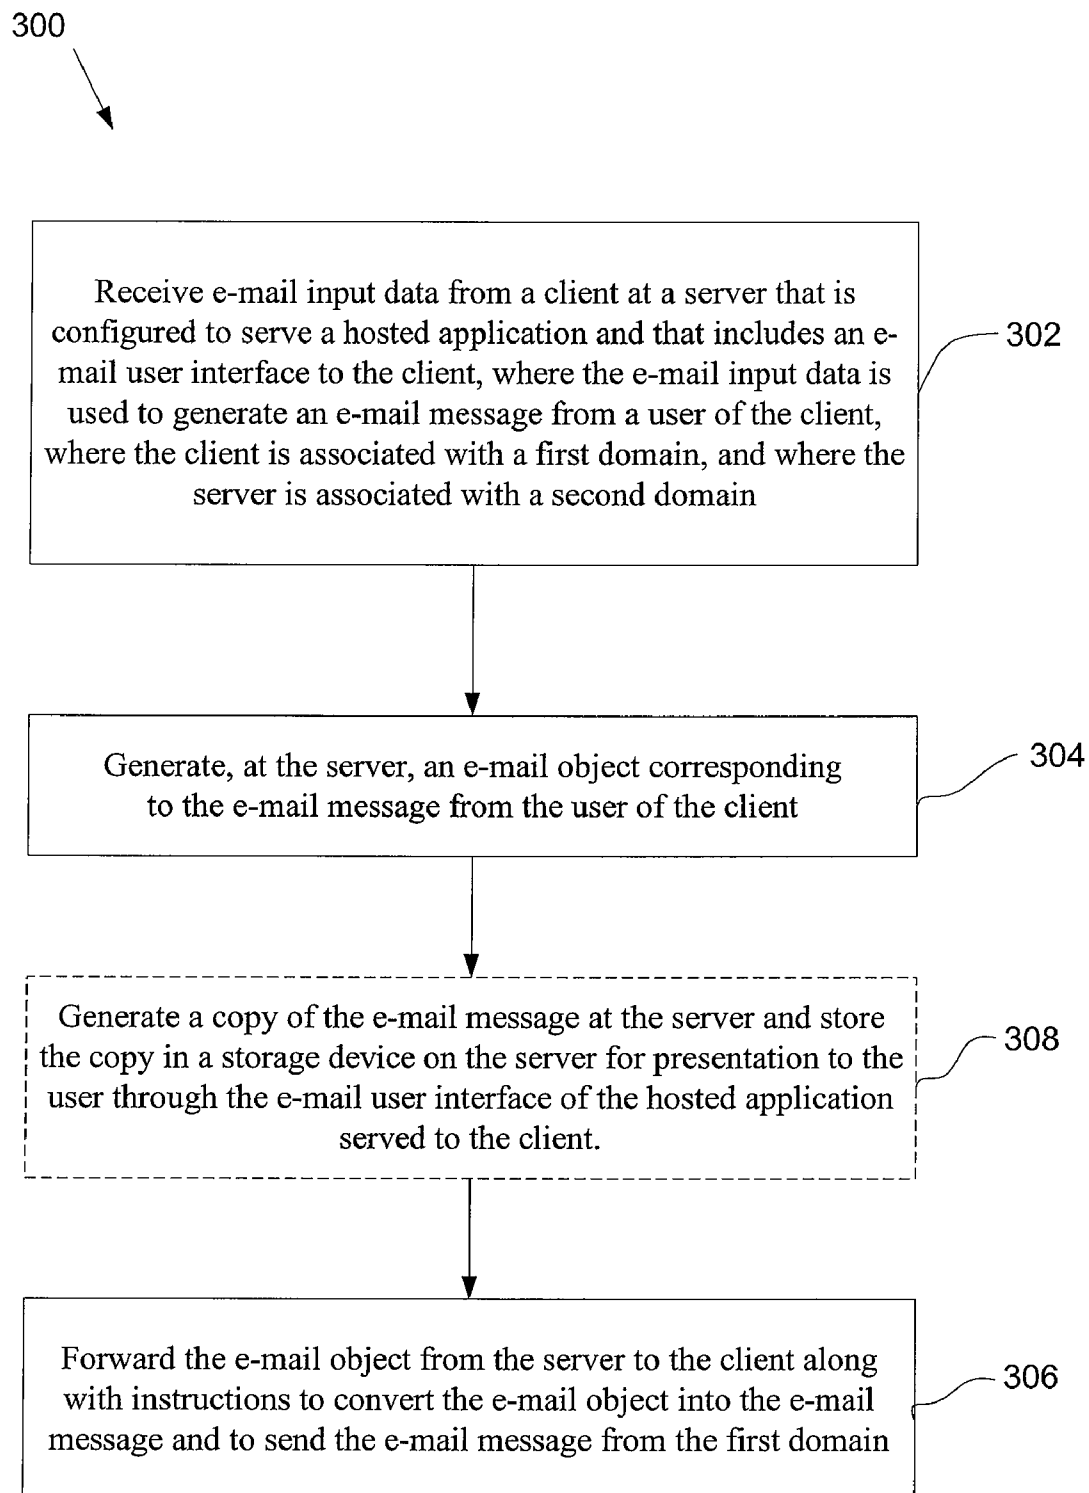 300
Receive e-mail input data from a client at a server that is
configured to serve a hosted application and that includes an e-
mail user interface to the client, where the e-mail input data is
used to generate an e-mail message from a user of the client,
where the client is associated with a first domain, and where the
server is associated with a second domain
302
Generate, at the server, an e-mail object corresponding
to the e-mail message from the user of the client
304
Generate a copy of the e-mail message at the server and store
the copy in a storage device on the server for presentation to the
user through the e-mail user interface of the hosted application
served to the client.
308
Forward the e-mail object from the server to the client along
with instructions to convert the e-mail object into the e-mail
message and to send the e-mail message from the first domain
306